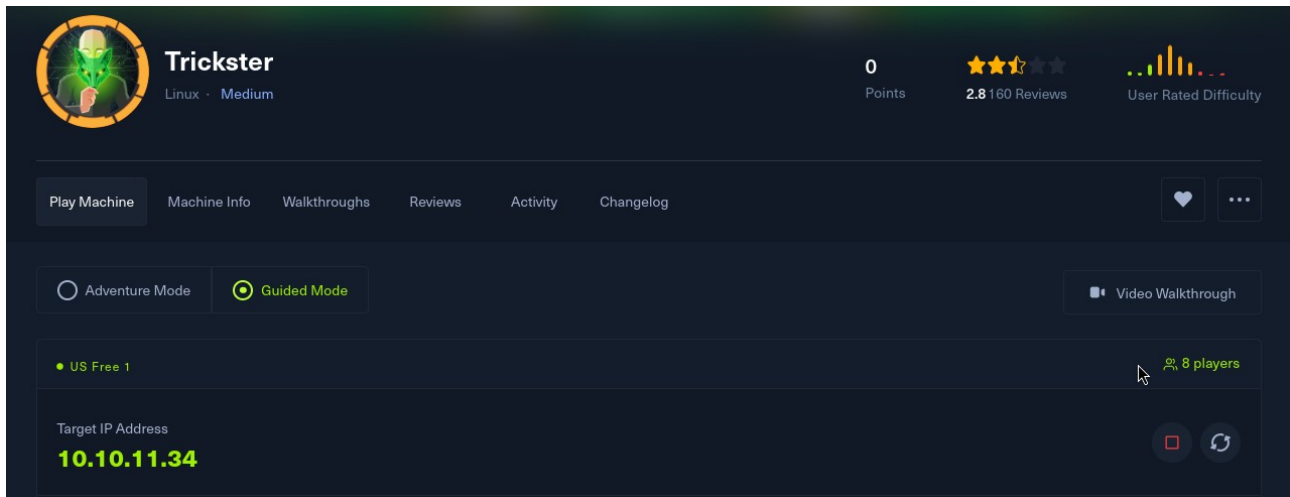 Trickster
Linux · Medium
0
Points
2.8 160 Reviews
User Rated Difficulty
Play Machine
Machine Info
Walkthroughs
Reviews
Activity
Changelog
Adventure Mode
Guided Mode
Video Walkthrough
US Free 1
8 players
Target IP Address
10.10.11.34